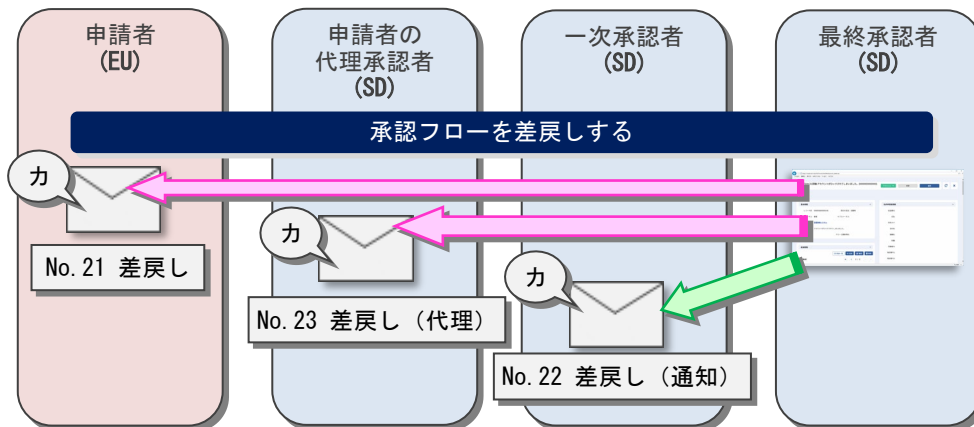 申請者
(EU)
申請者の
代理承認者
(SD)
一次承認者
(SD)
最終承認者
(SD)
承認フローを差戻しする
カ
No.21 差戻し
カ
No.23 差戻し（代理）
カ
No.22 差戻し（通知）